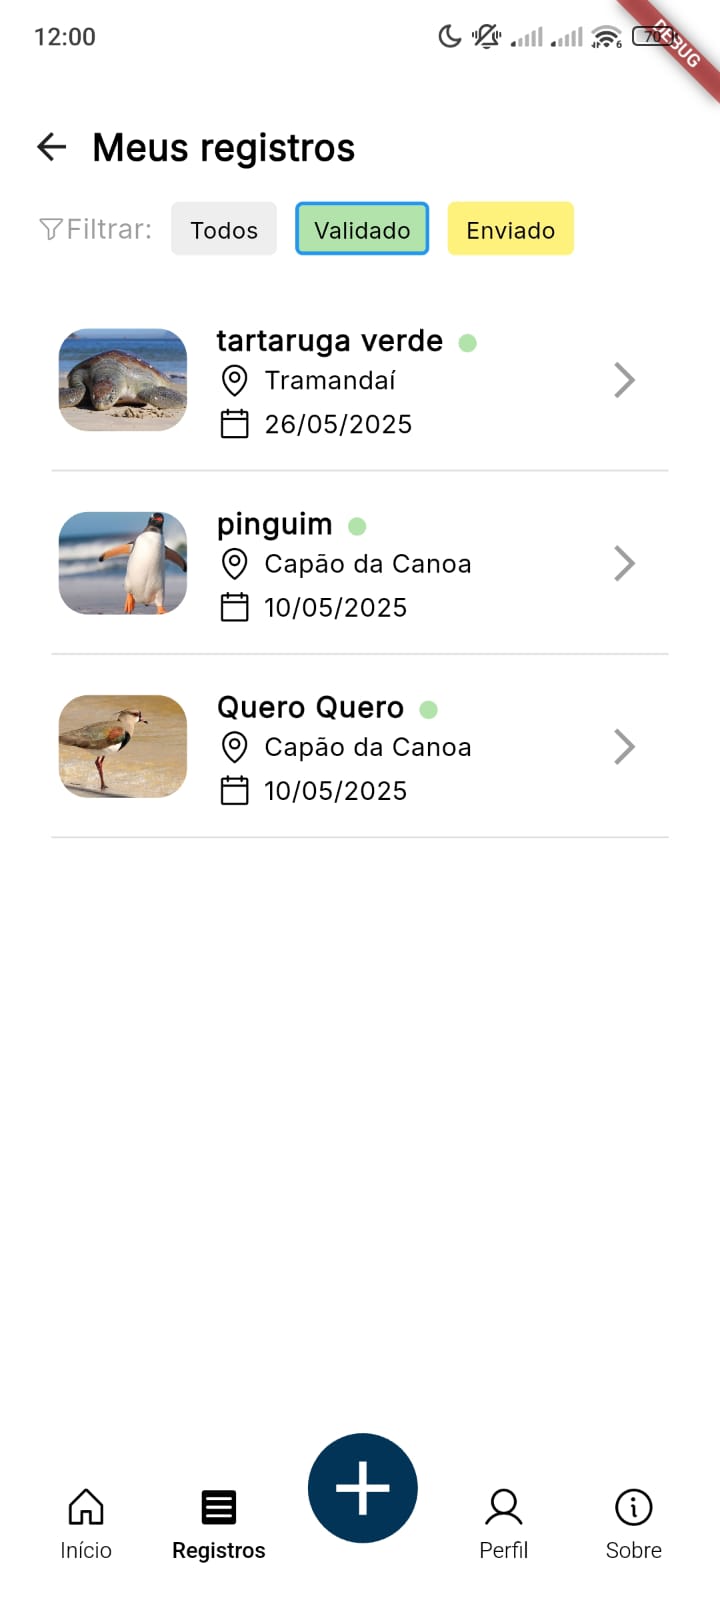 12:00
70
DEBUG
Meus registros
Filtrar: Todos Validado Enviado
tartaruga verde
Tramandaí
26/05/2025
pinguim
Capão da Canoa
10/05/2025
Quero Quero
Capão da Canoa
10/05/2025
Início Registros Perfil Sobre